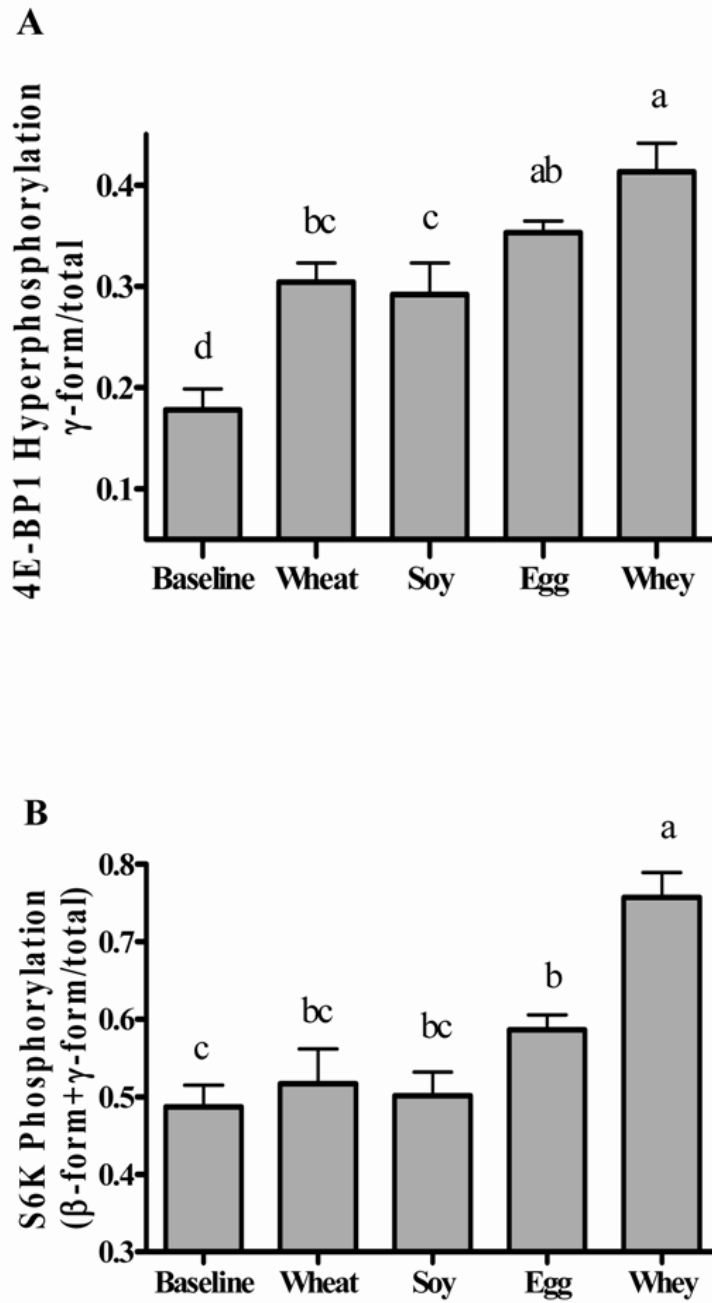 A
4E-BP1 Hyperphosphorylation
γ-form/total
0.4
0.3
0.2
0.1
d
bc
c
ab
a
Baseline Wheat Soy Egg Whey
B
S6K Phosphorylation
(β-form+γ-form/total)
0.8
0.7
0.6
0.5
0.4
0.3
c
bc
bc
b
a
Baseline Wheat Soy Egg Whey